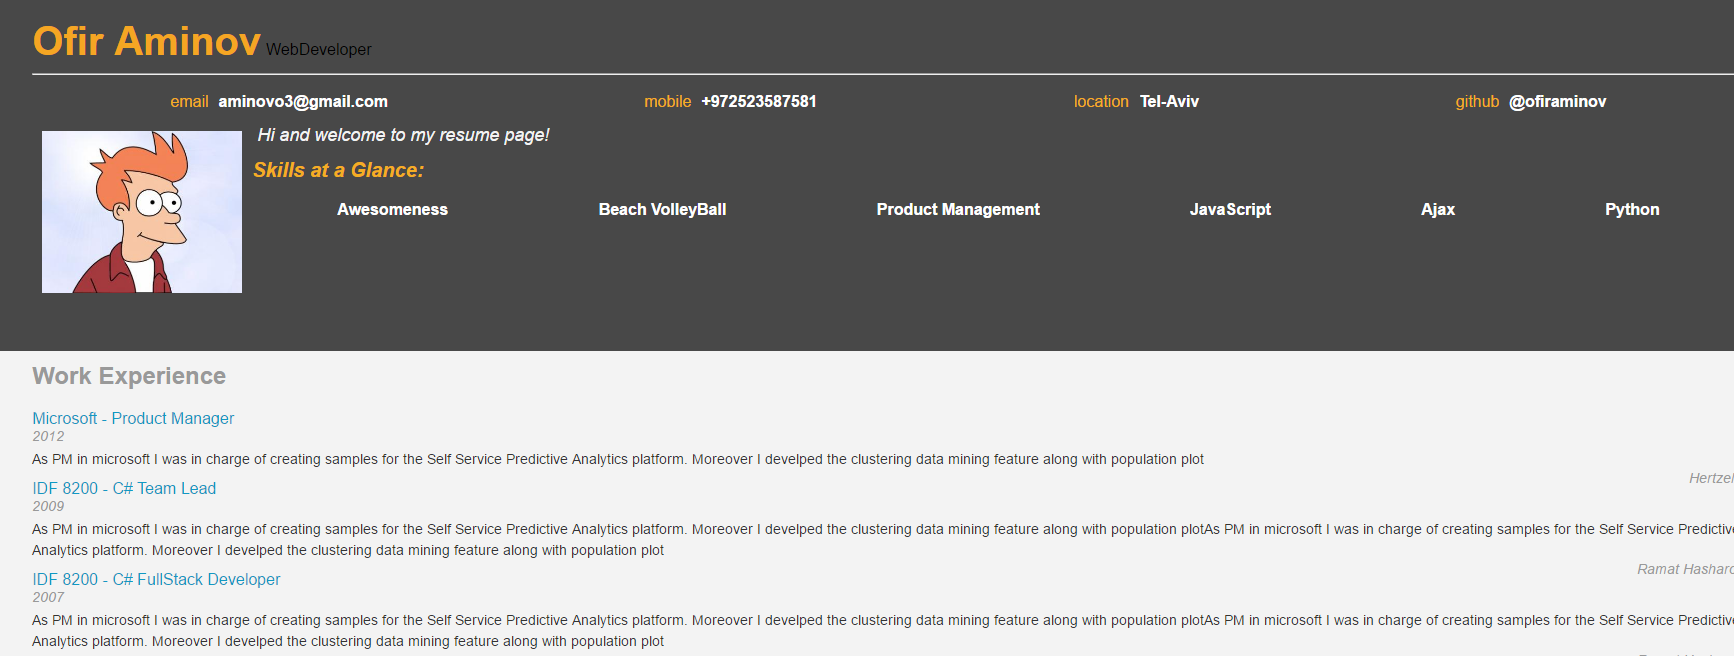 Ofir Aminov WebDeveloper
email aminovo3@gmail.com mobile +972523587581 location Tel-Aviv github @ofiraminov
Hi and welcome to my resume page!
Skills at a Glance:
Awesomeness Beach VolleyBall Product Management JavaScript Ajax Python
Work Experience
Microsoft - Product Manager
2012
As PM in microsoft I was in charge of creating samples for the Self Service Predictive Analytics platform. Moreover I develped the clustering data mining feature along with population plot
Hertzel
IDF 8200 - C# Team Lead
2009
As PM in microsoft I was in charge of creating samples for the Self Service Predictive Analytics platform. Moreover I develped the clustering data mining feature along with population plotAs PM in microsoft I was in charge of creating samples for the Self Service Predictive
Analytics platform. Moreover I develped the clustering data mining feature along with population plot
Ramat Hasharo
IDF 8200 - C# FullStack Developer
2007
As PM in microsoft I was in charge of creating samples for the Self Service Predictive Analytics platform. Moreover I develped the clustering data mining feature along with population plotAs PM in microsoft I was in charge of creating samples for the Self Service Predictive
Analytics platform. Moreover I develped the clustering data mining feature along with population plot